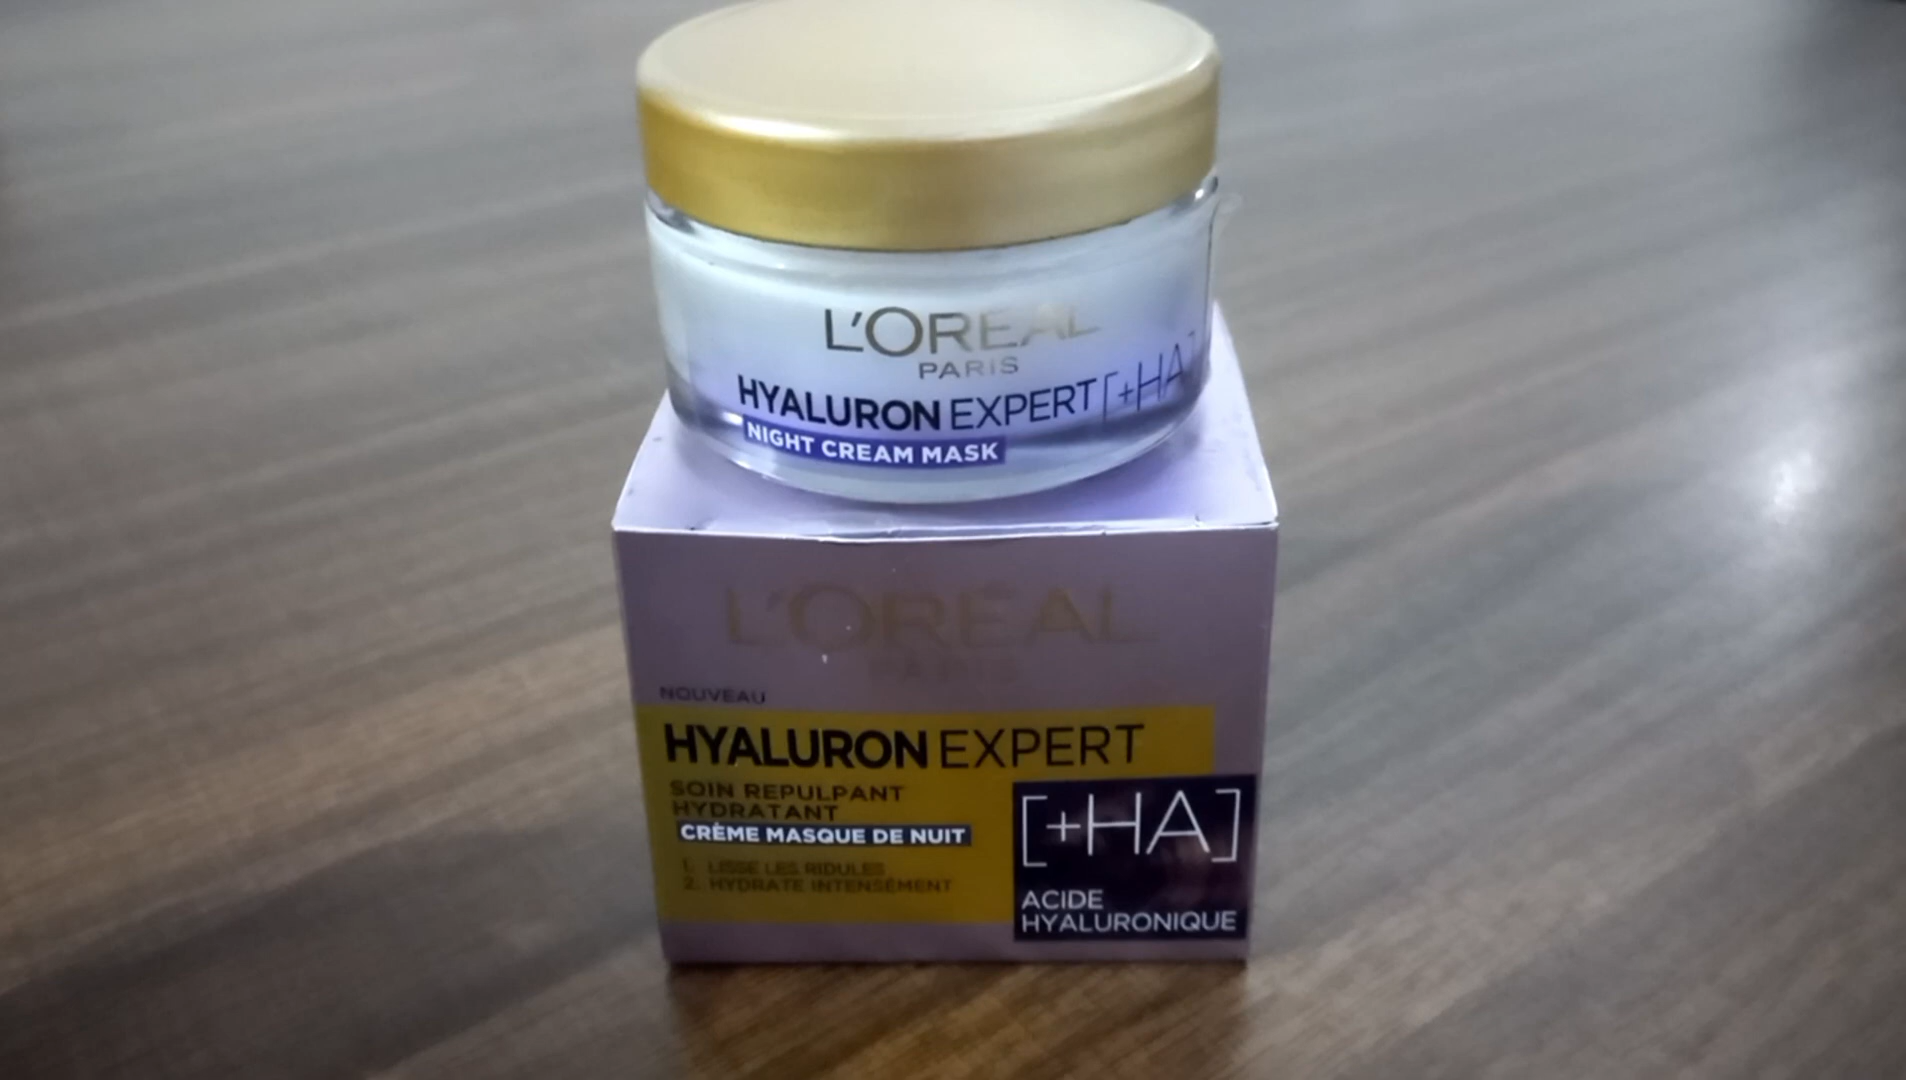 L'ORÉAL
PARIS
HYALURON EXPERT [+HA]
NIGHT CREAM MASK
L'ORÉAL
PARIS
NOUVEAU
HYALURON EXPERT
SOIN REPULPANT
HYDRATANT
CRÈME MASQUE DE NUIT
1. LISSE LES RIDULES
2. HYDRATE INTENSÉMENT
[+HA]
ACIDE
HYALURONIQUE